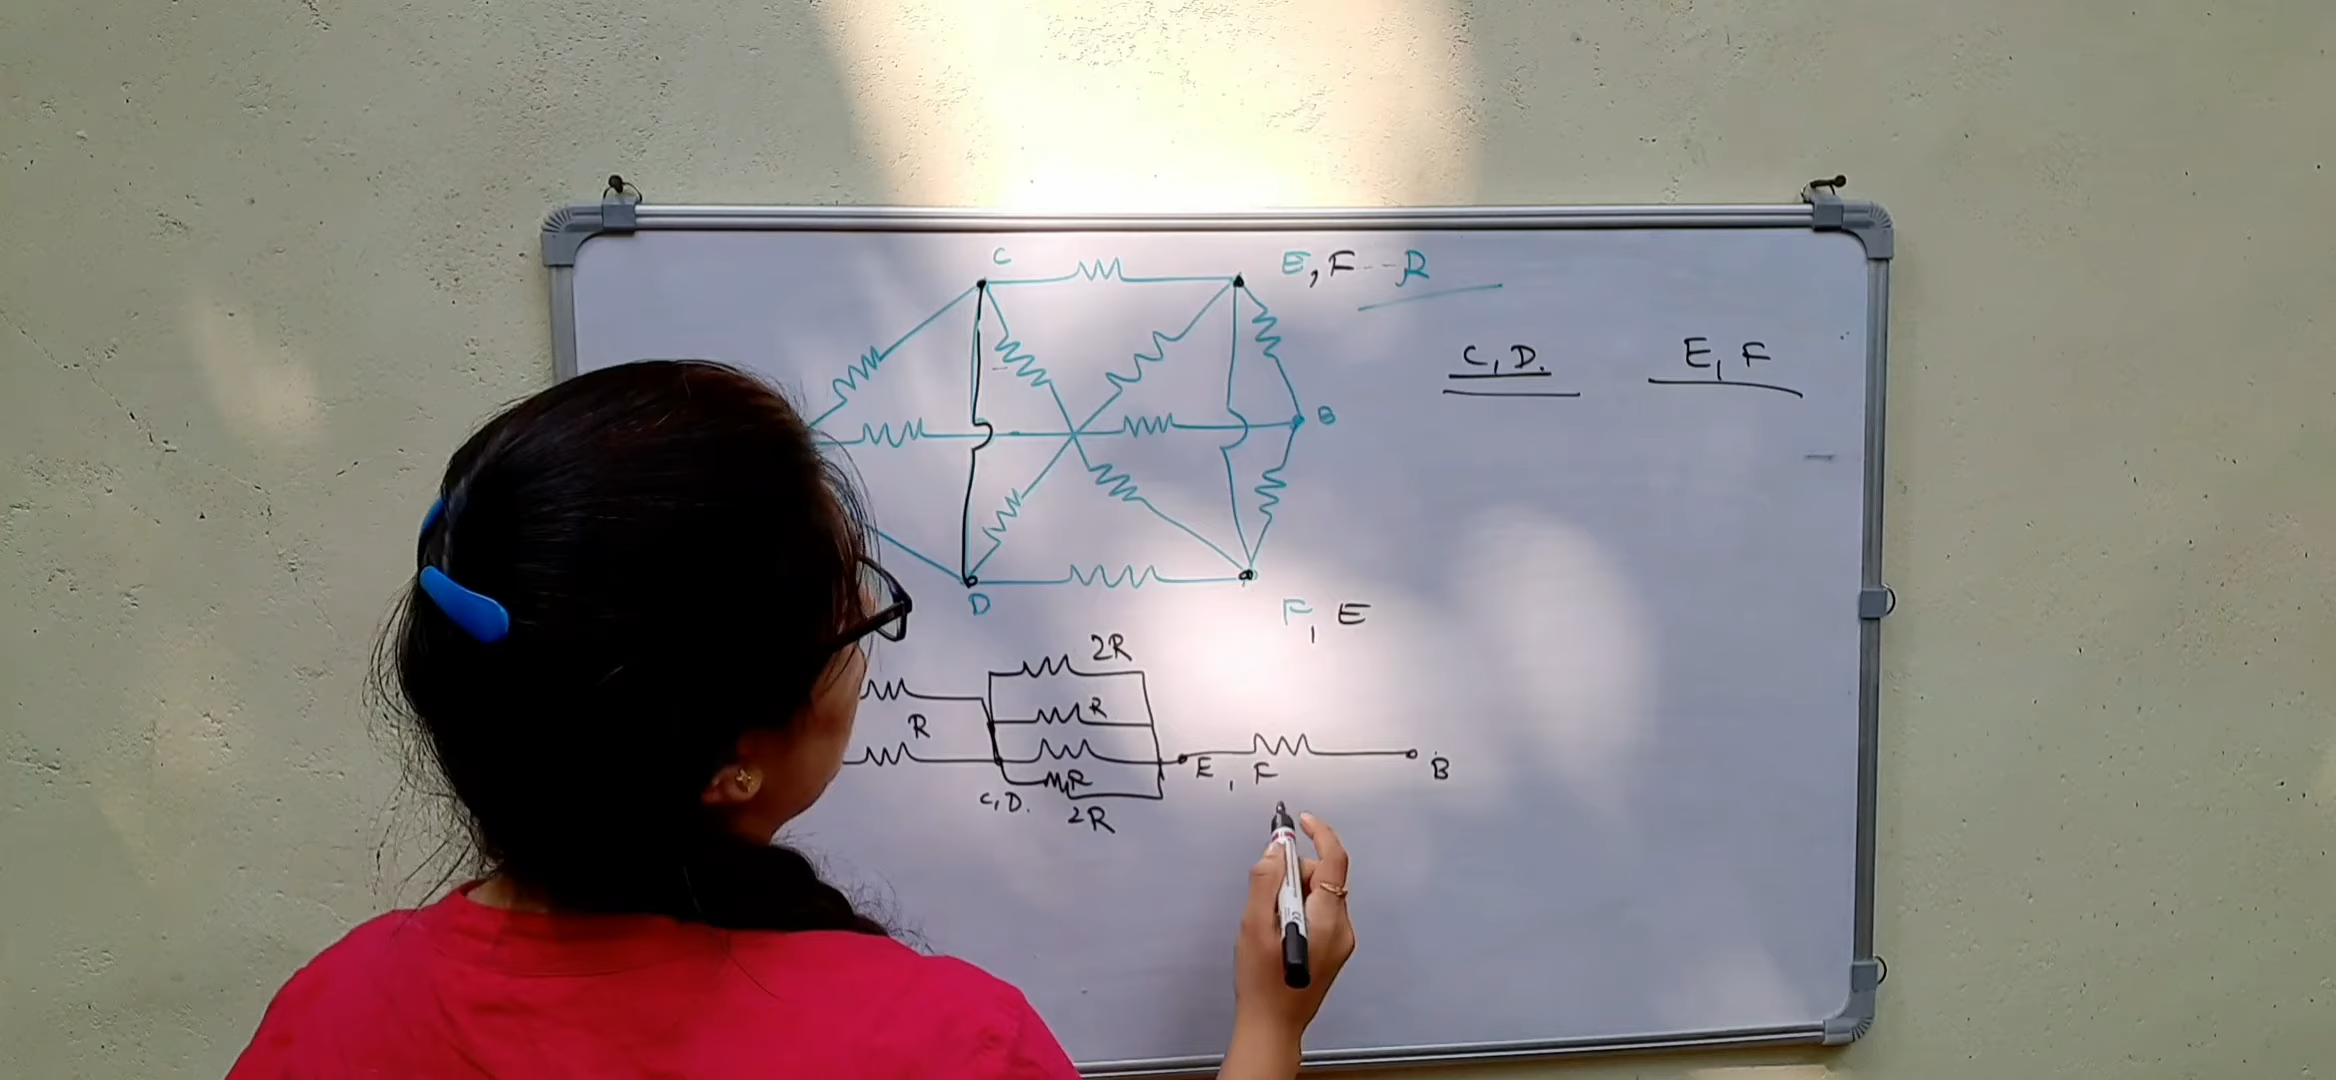 C
E, F -- R
C, D.
E, F
B
D
F, E
2R
R
R
R
E, F
B
C, D.
2R